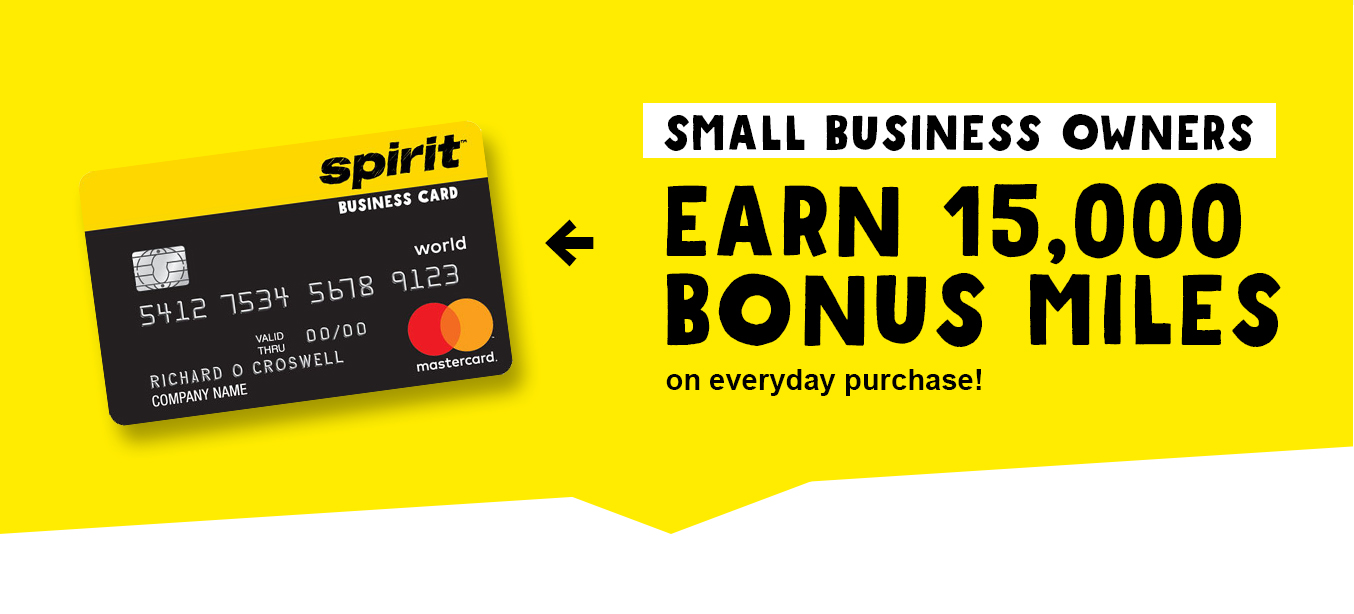 spirit™
BUSINESS CARD
world
5412 7534 5678 9123
VALID
THRU
00/00
RICHARD O CROSWELL
COMPANY NAME
mastercard.
SMALL BUSINESS OWNERS
EARN 15,000
BONUS MILES
on everyday purchase!